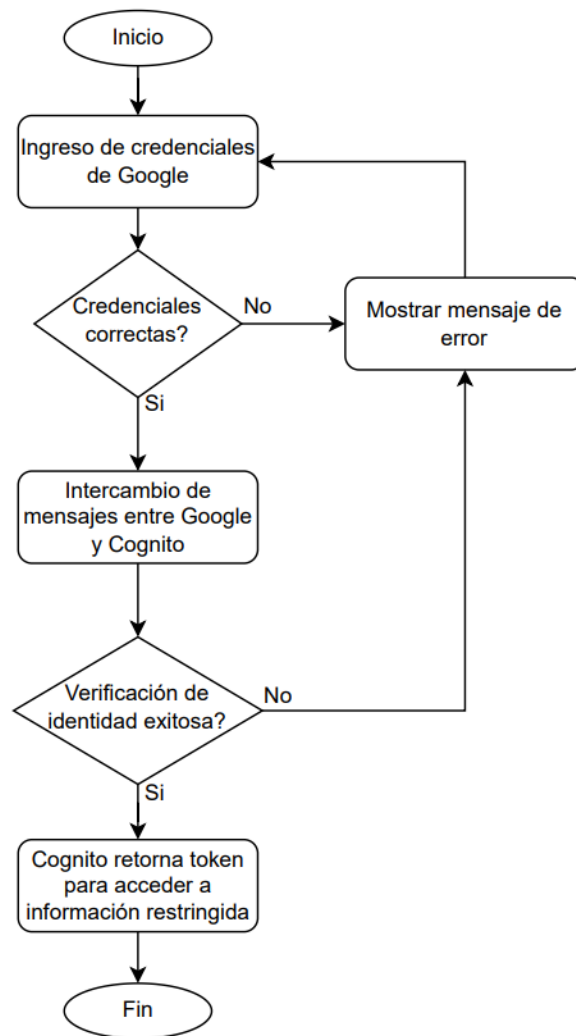 Inicio
Ingreso de credenciales
de Google
Credenciales
correctas?
No
Mostrar mensaje de
error
Si
Intercambio de
mensajes entre Google
y Cognito
Verificación de
identidad exitosa?
No
Si
Cognito retorna token
para acceder a
información restringida
Fin